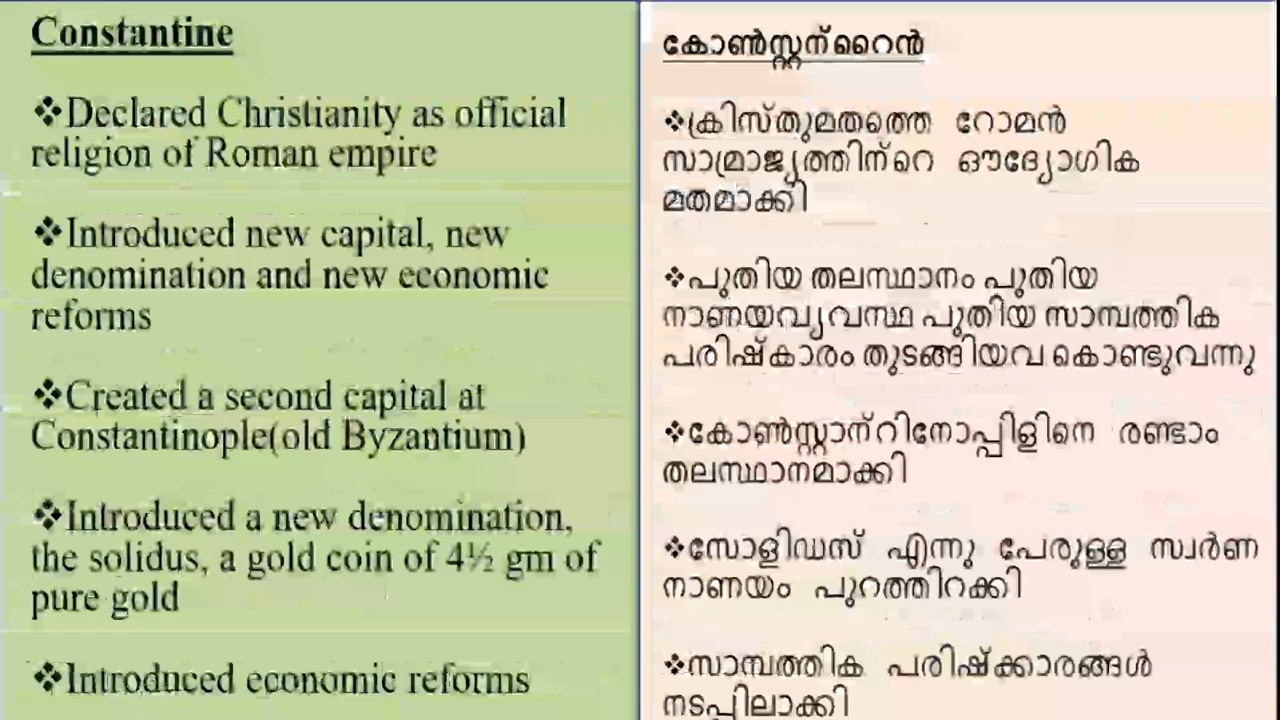 Constantine
❖Declared Christianity as official
religion of Roman empire
❖Introduced new capital, new
denomination and new economic
reforms
❖Created a second capital at
Constantinople(old Byzantium)
❖Introduced a new denomination,
the solidus, a gold coin of 4½ gm of
pure gold
❖Introduced economic reforms
കോൺസ്റ്റന്റൈൻ
❖ക്രിസ്തുമതത്തെ റോമൻ
സാമ്രാജ്യത്തിന്റെ ഔദ്യോഗിക
മതമാക്കി
❖പുതിയ തലസ്ഥാനം പുതിയ
നാണയവ്യവസ്ഥ പുതിയ സാമ്പത്തിക
പരിഷ്കാരം തുടങ്ങിയവ കൊണ്ടുവന്നു
❖കോൺസ്റ്റാന്റിനോപ്പിളിനെ രണ്ടാം
തലസ്ഥാനമാക്കി
❖സോളിഡസ് എന്നു പേരുള്ള സ്വർണ
നാണയം പുറത്തിറക്കി
❖സാമ്പത്തിക പരിഷ്ക്കാരങ്ങൾ
നടപ്പിലാക്കി